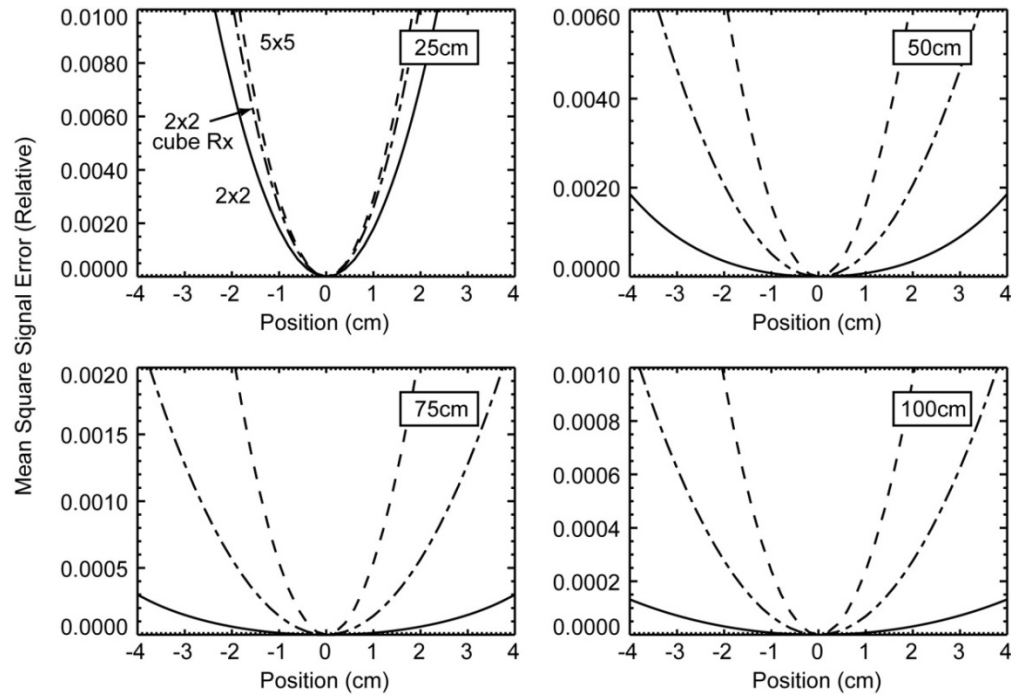 Mean Square Signal Error (Relative)
0.0100
0.0080
0.0060
0.0040
0.0020
0.0000
5x5
25cm
2x2
cube Rx
2x2
-4 -3 -2 -1 0 1 2 3 4
Position (cm)
0.0060
0.0040
0.0020
0.0000
50cm
-4 -3 -2 -1 0 1 2 3 4
Position (cm)
0.0020
0.0015
0.0010
0.0005
0.0000
75cm
-4 -3 -2 -1 0 1 2 3 4
Position (cm)
0.0010
0.0008
0.0006
0.0004
0.0002
0.0000
100cm
-4 -3 -2 -1 0 1 2 3 4
Position (cm)